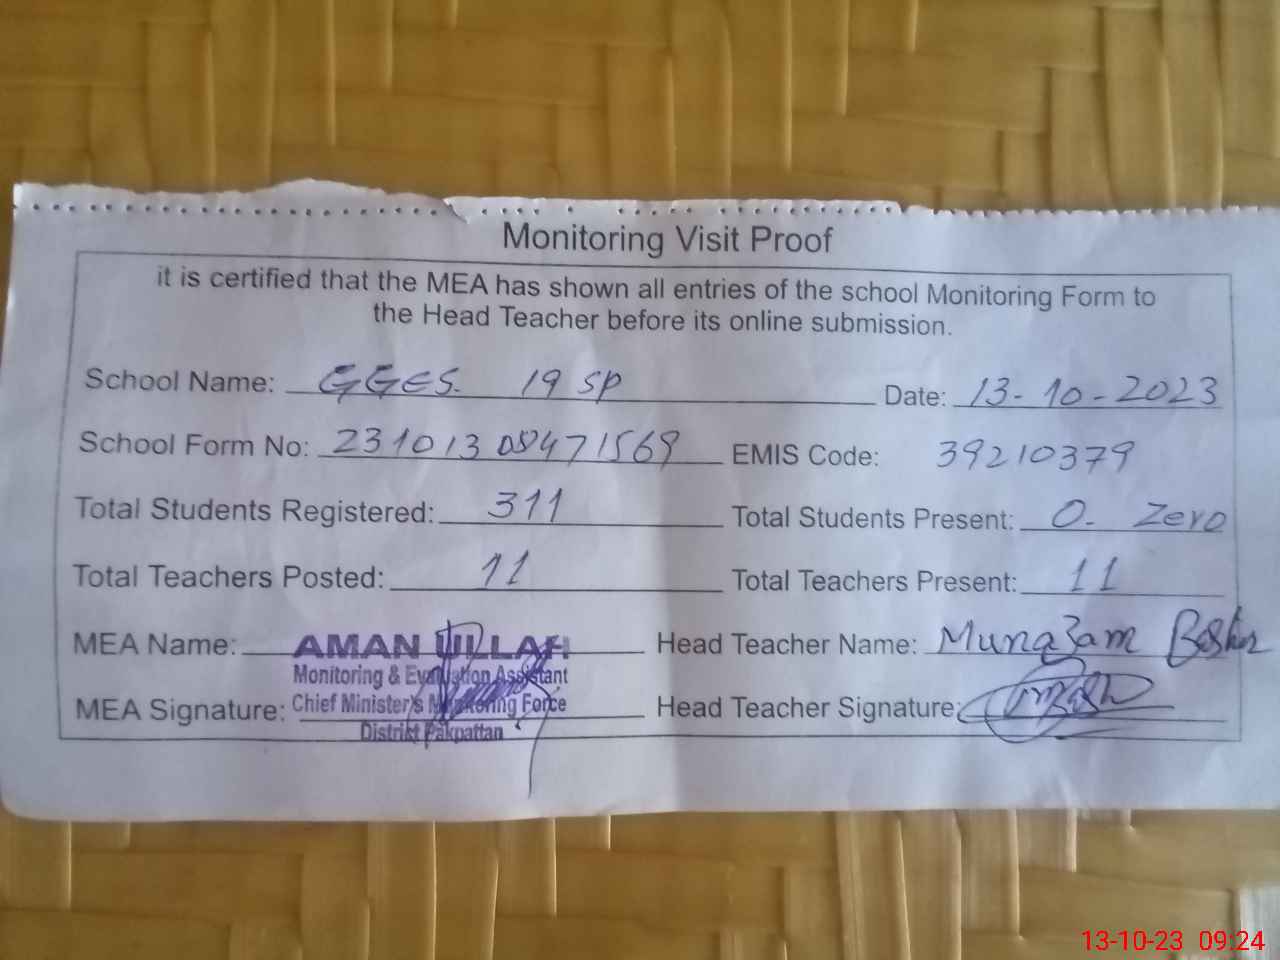 Monitoring Visit Proof
it is certified that the MEA has shown all entries of the school Monitoring Form to
the Head Teacher before its online submission.
School Name: GGES. 19 SP Date: 13-10-2023
School Form No: 23101308471569 EMIS Code: 39210379
Total Students Registered: 311 Total Students Present: 0. Zero
Total Teachers Posted: 11 Total Teachers Present: 11
MEA Name: AMAN ULLAH Head Teacher Name: Munazam
Monitoring & Evaluation Assistant
MEA Signature: Chief Minister's Monitoring Force Head Teacher Signature:
District Pakpattan
13-10-23 09:24